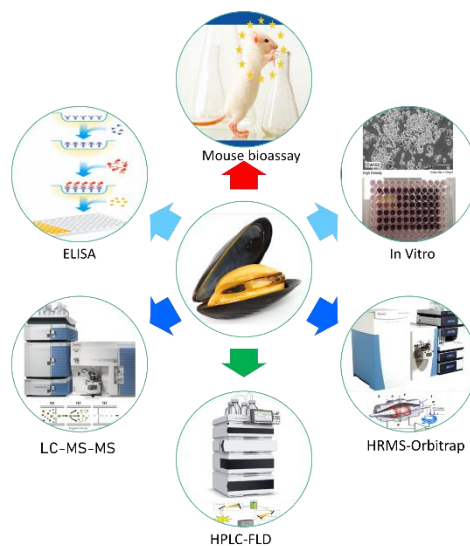 Mouse bioassay
ELISA
In Vitro
LC-MS-MS
HRMS-Orbitrap
HPLC-FLD